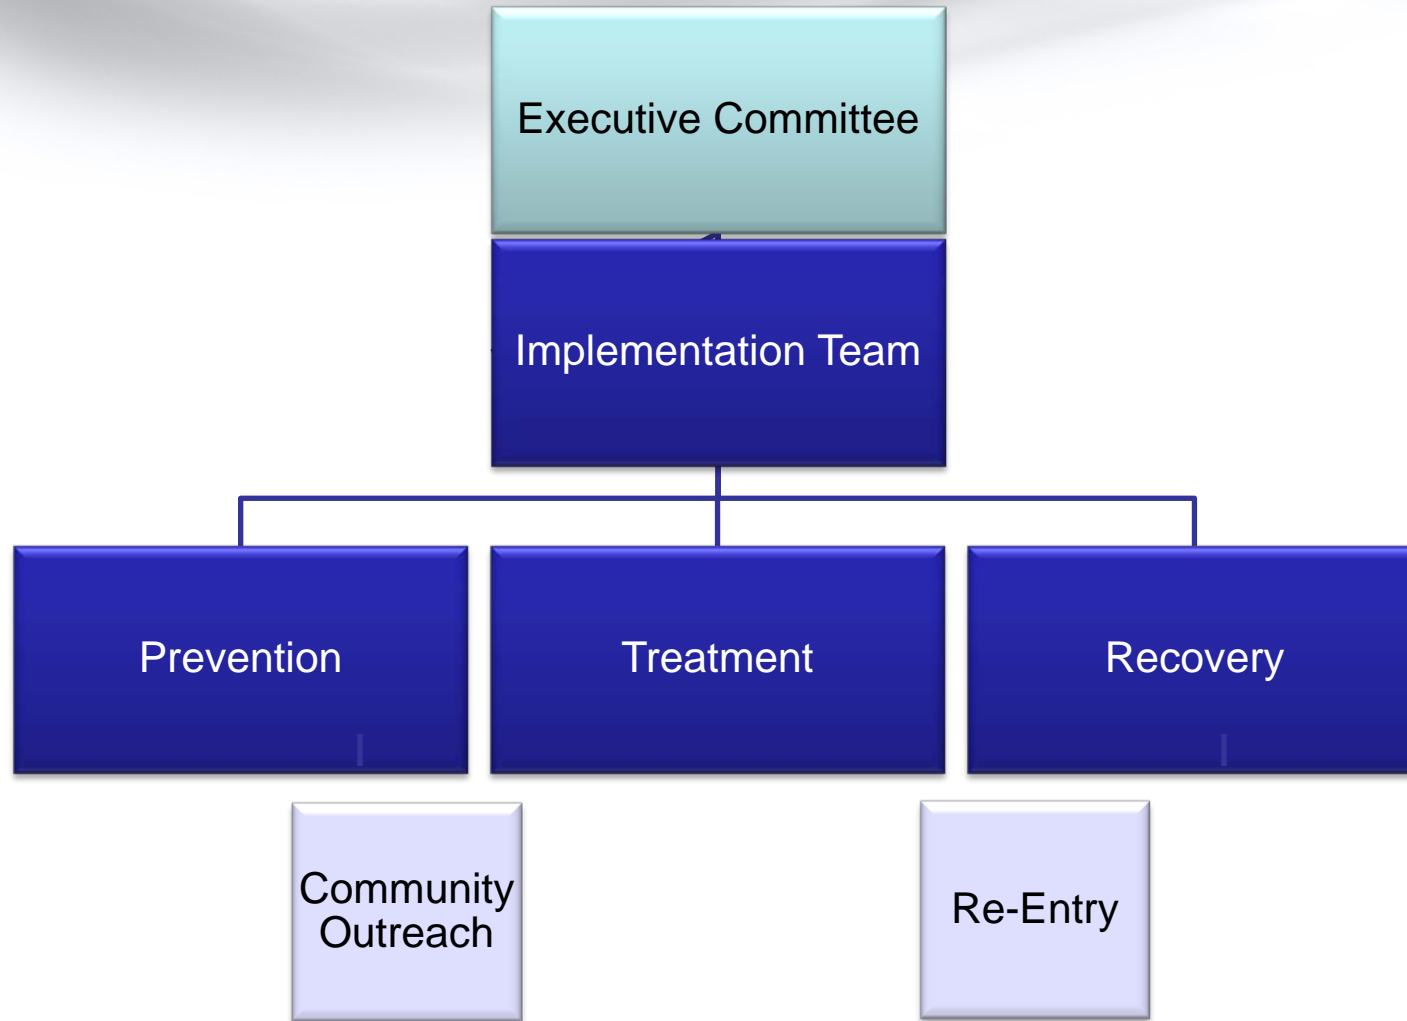 Executive Committee
Implementation Team
Prevention
Treatment
Recovery
Community
Outreach
Re-Entry